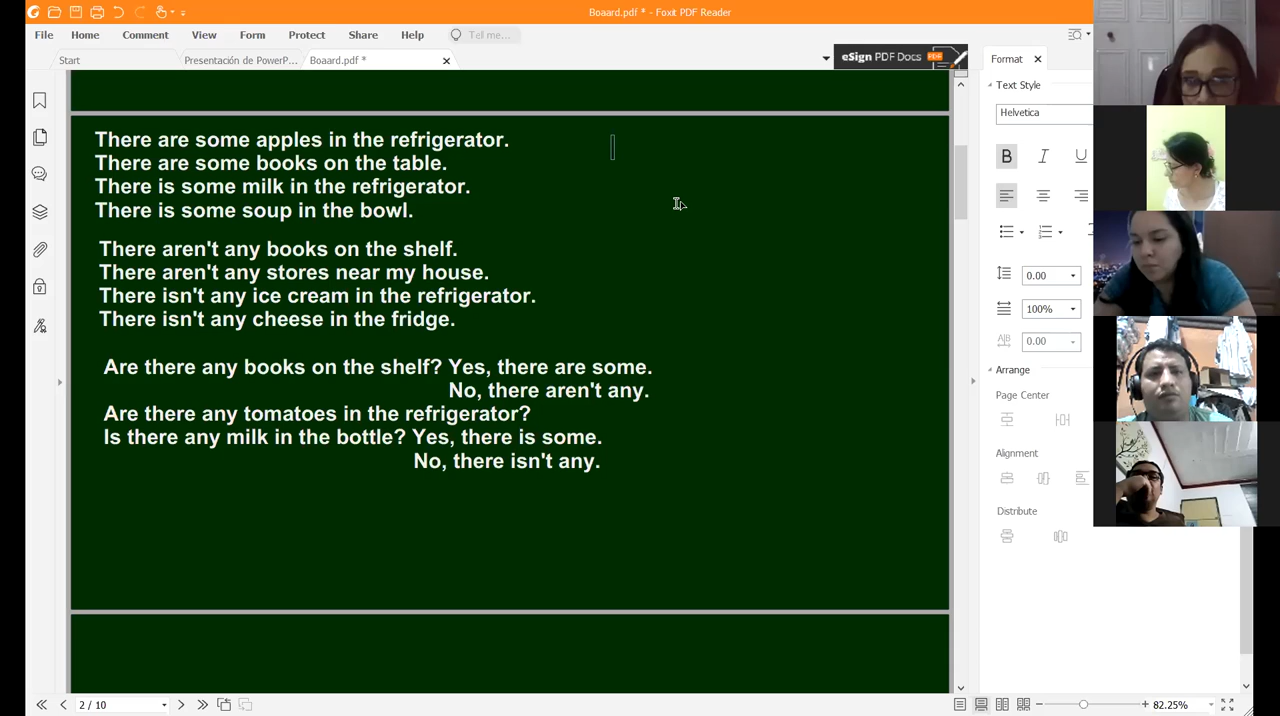 Boaard.pdf * - Foxit PDF Reader
File Home Comment View Form Protect Share Help Tell me...
Start Presentación de PowerP... Boaard.pdf * eSign PDF Docs
Format
Text Style
Helvetica
B I U
0.00
100%
0.00
Arrange
Page Center
Alignment
Distribute
There are some apples in the refrigerator.
There are some books on the table.
There is some milk in the refrigerator.
There is some soup in the bowl.
There aren't any books on the shelf.
There aren't any stores near my house.
There isn't any ice cream in the refrigerator.
There isn't any cheese in the fridge.
Are there any books on the shelf? Yes, there are some.
No, there aren't any.
Are there any tomatoes in the refrigerator?
Is there any milk in the bottle? Yes, there is some.
No, there isn't any.
2 / 10
82.25%